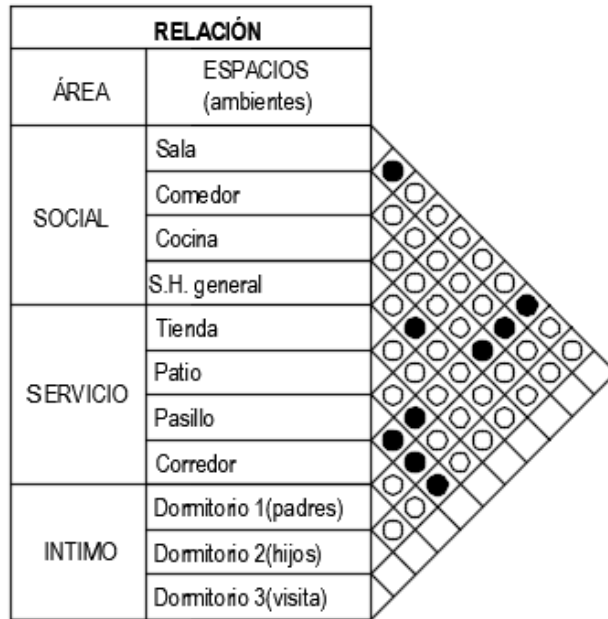 RELACIÓN
ÁREA
ESPACIOS
(ambientes)
SOCIAL
Sala
Comedor
Cocina
S.H. general
SERVICIO
Tienda
Patio
Pasillo
Corredor
INTIMO
Dormitorio 1(padres)
Dormitorio 2(hijos)
Dormitorio 3(visita)